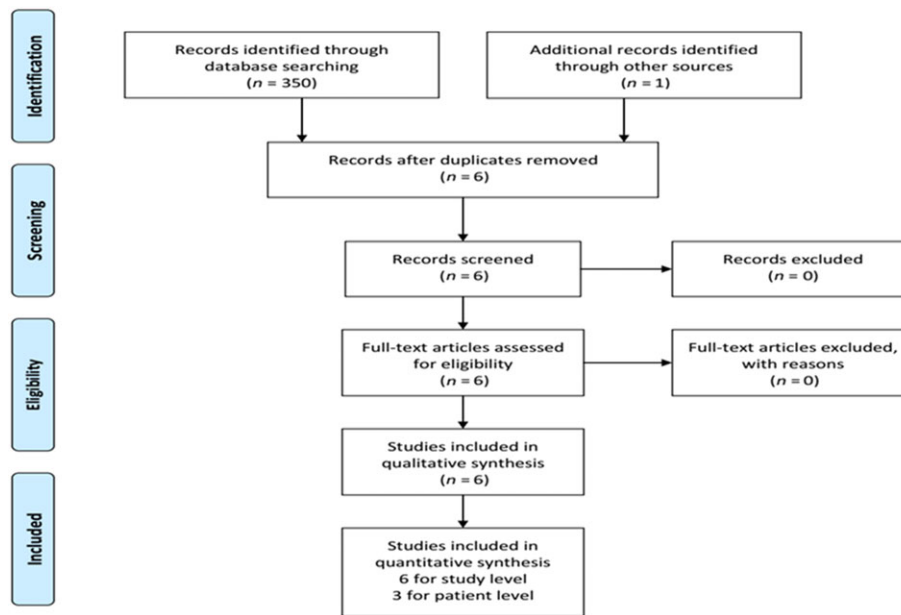 Identification
Records identified through
database searching
(n = 350)
Additional records identified
through other sources
(n = 1)
Records after duplicates removed
(n = 6)
Screening
Records screened
(n = 6)
Records excluded
(n = 0)
Eligibility
Full-text articles assessed
for eligibility
(n = 6)
Full-text articles excluded,
with reasons
(n = 0)
Studies included in
qualitative synthesis
(n = 6)
Included
Studies included in
quantitative synthesis
6 for study level
3 for patient level